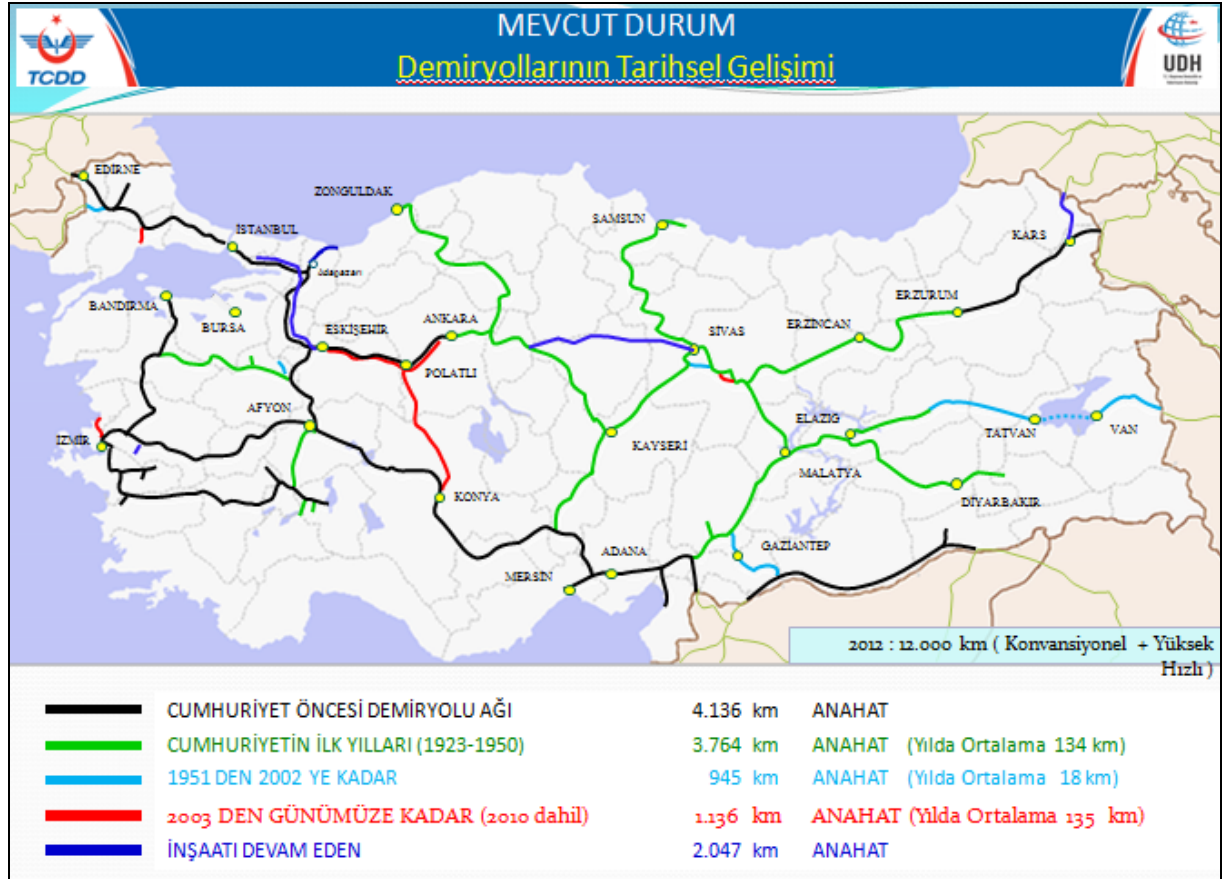 MEVCUT DURUM
Demiryollarının Tarihsel Gelişimi
TCDD
UDH
EDİRNE
ZONGULDAK
SAMSUN
İSTANBUL
KARS
Adapazarı
BANDIRMA
BURSA
ESKİŞEHİR
ANKARA
SİVAS
ERZİNCAN
ERZURUM
POLATLI
AFYON
ELAZIG
TATVAN
VAN
İZMİR
KAYSERİ
MALATYA
KONYA
DİYARBAKIR
ADANA
GAZİANTEP
MERSİN
2012 : 12.000 km ( Konvansiyonel + Yüksek
Hızlı )
CUMHURİYET ÖNCESİ DEMİRYOLU AĞI 4.136 km ANAHAT
CUMHURİYETİN İLK YILLARI (1923-1950) 3.764 km ANAHAT (Yılda Ortalama 134 km)
1951 DEN 2002 YE KADAR 945 km ANAHAT (Yılda Ortalama 18 km)
2003 DEN GÜNÜMÜZE KADAR (2010 dahil) 1.136 km ANAHAT (Yılda Ortalama 135 km)
İNŞAATI DEVAM EDEN 2.047 km ANAHAT